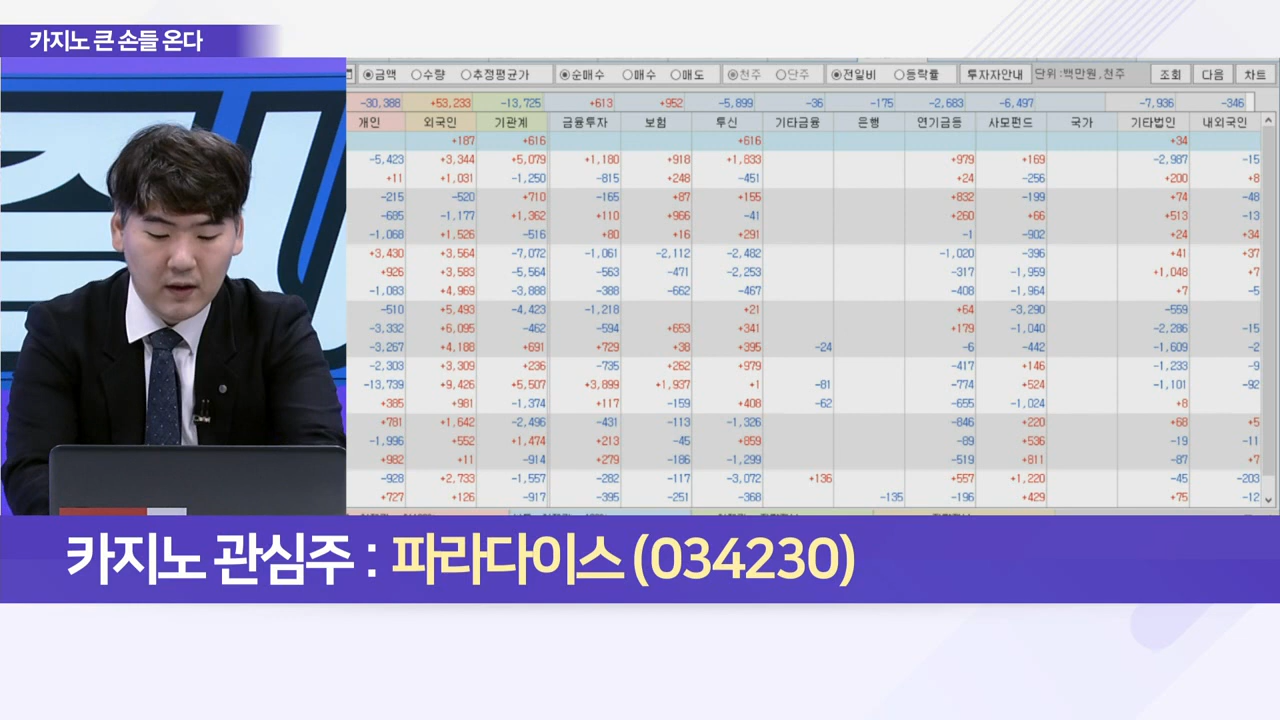 카지노 큰 손들 온다
금액 수량 추정평균가 순매수 매수 매도 천주 단주 전일비 등락률 투자자안내 단위:백만원,천주 조회 다음 차트
-30,388 +53,233 -13,725 +613 +952 -5,899 -36 -175 -2,683 -6,497 -7,936 -346
개인 외국인 기관계 금융투자 보험 투신 기타금융 은행 연기금등 사모펀드 국가 기타법인 내외국인
+187 +616 +616 +34
-5,423 +3,344 +5,079 +1,180 +918 +1,833 +979 +169 -2,987 -15
+11 +1,031 -1,250 -815 +248 -451 +24 -256 +200 +8
-215 -520 +710 -165 +87 +155 +832 -199 +74 -48
-685 -1,177 +1,362 +110 +966 -41 +260 +66 +513 -13
-1,068 +1,526 -516 +80 +16 +291 -1 -902 +24 +34
+3,430 +3,564 -7,072 -1,061 -2,112 -2,482 -1,020 -396 +41 +37
+926 +3,583 -5,564 -563 -471 -2,253 -317 -1,959 +1,048 +7
-1,083 +4,969 -3,888 -388 -662 -467 -408 -1,964 +7 -5
-510 +5,493 -4,423 -1,218 +21 +64 -3,290 -559
-3,332 +6,095 -462 -594 +653 +341 +179 -1,040 -2,286 -15
-3,267 +4,188 +691 +729 +38 +395 -24 -6 -442 -1,609 -2
-2,303 +3,309 +236 -735 +262 +979 -417 +146 -1,233 -9
-13,739 +9,426 +5,507 +3,899 +1,937 +1 -81 -774 +524 -1,101 -92
+385 +981 -1,374 +117 -159 +408 -62 -655 -1,024 +8
+781 +1,642 -2,496 -431 -113 -1,326 -846 +220 +68 +5
-1,996 +552 +1,474 +213 -45 +859 -89 +536 -19 -11
+982 +11 -914 +279 -186 -1,299 -519 +811 -87 +7
-928 +2,733 -1,557 -282 -117 -3,072 +136 +557 +1,220 -45 -203
+727 +126 -917 -395 -251 -368 -135 -196 +429 +75 -12
카지노 관심주 : 파라다이스 (034230)